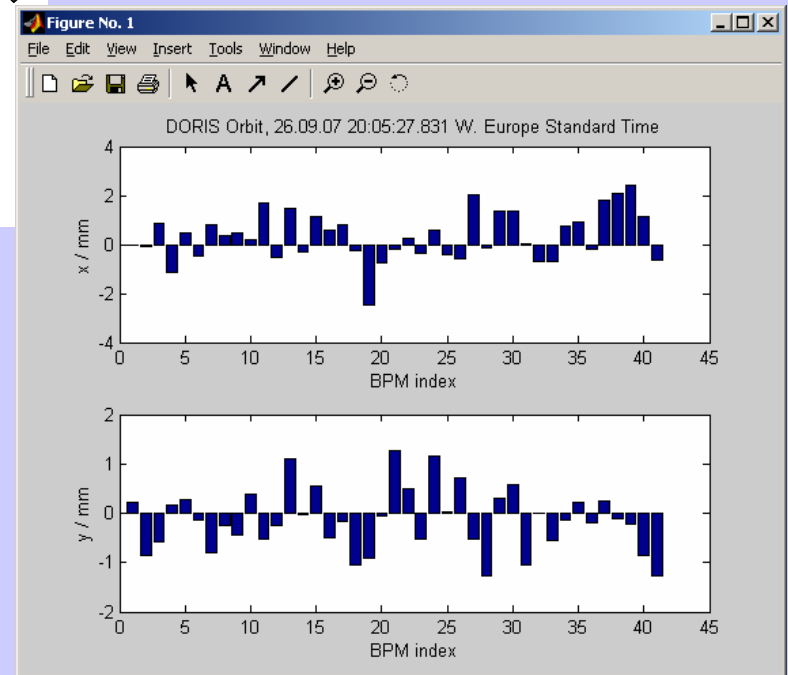 Figure No. 1
File Edit View Insert Tools Window Help
A
DORIS Orbit, 26.09.07 20:05:27.831 W. Europe Standard Time
4
2
0
-2
-4
x / mm
0 5 10 15 20 25 30 35 40 45
BPM index
2
1
0
-1
-2
y / mm
0 5 10 15 20 25 30 35 40 45
BPM index